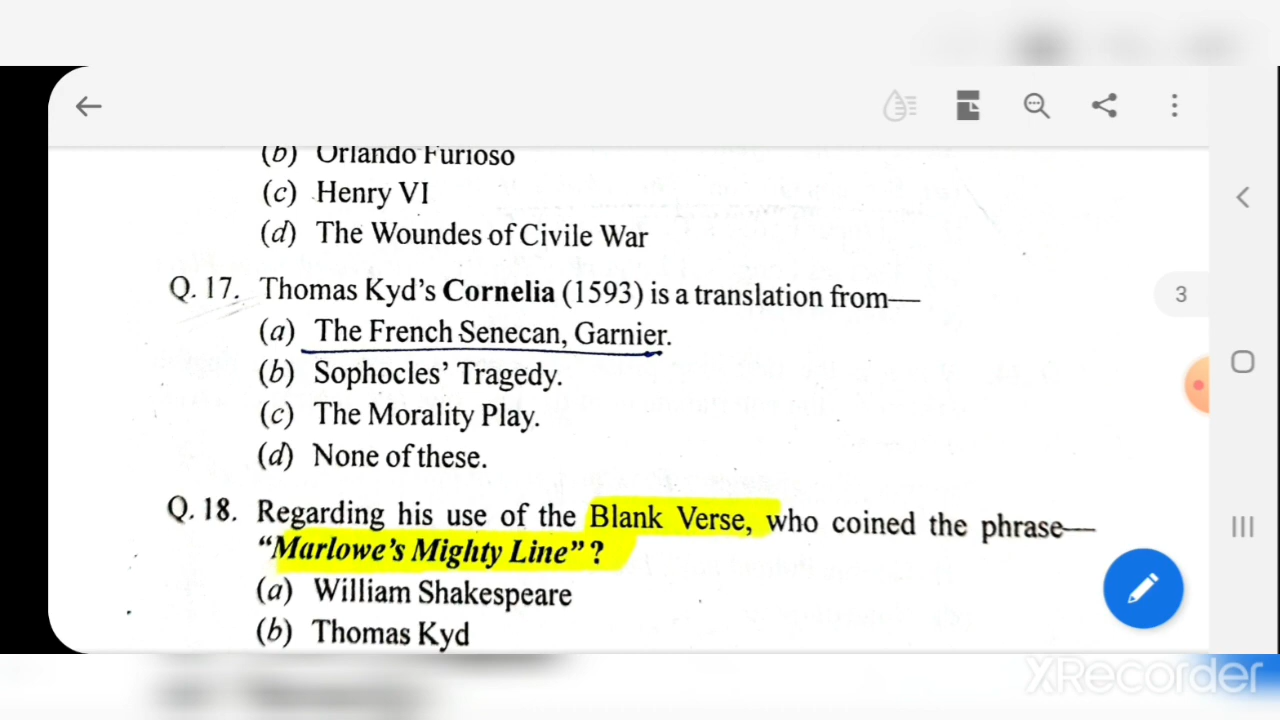 (b) Orlando Furioso
(c) Henry VI
(d) The Woundes of Civile War
Q. 17. Thomas Kyd's Cornelia (1593) is a translation from—
(a) The French Senecan, Garnier.
(b) Sophocles' Tragedy.
(c) The Morality Play.
(d) None of these.
Q. 18. Regarding his use of the Blank Verse, who coined the phrase—
"Marlowe's Mighty Line"?
(a) William Shakespeare
(b) Thomas Kyd
3
XRecorder